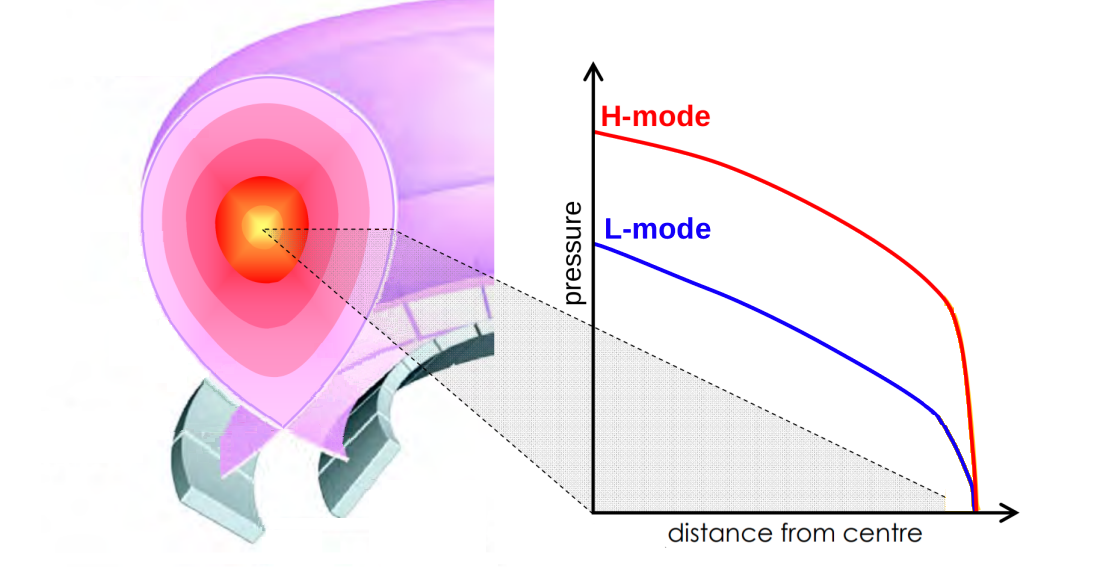 H-mode
L-mode
pressure
distance from centre